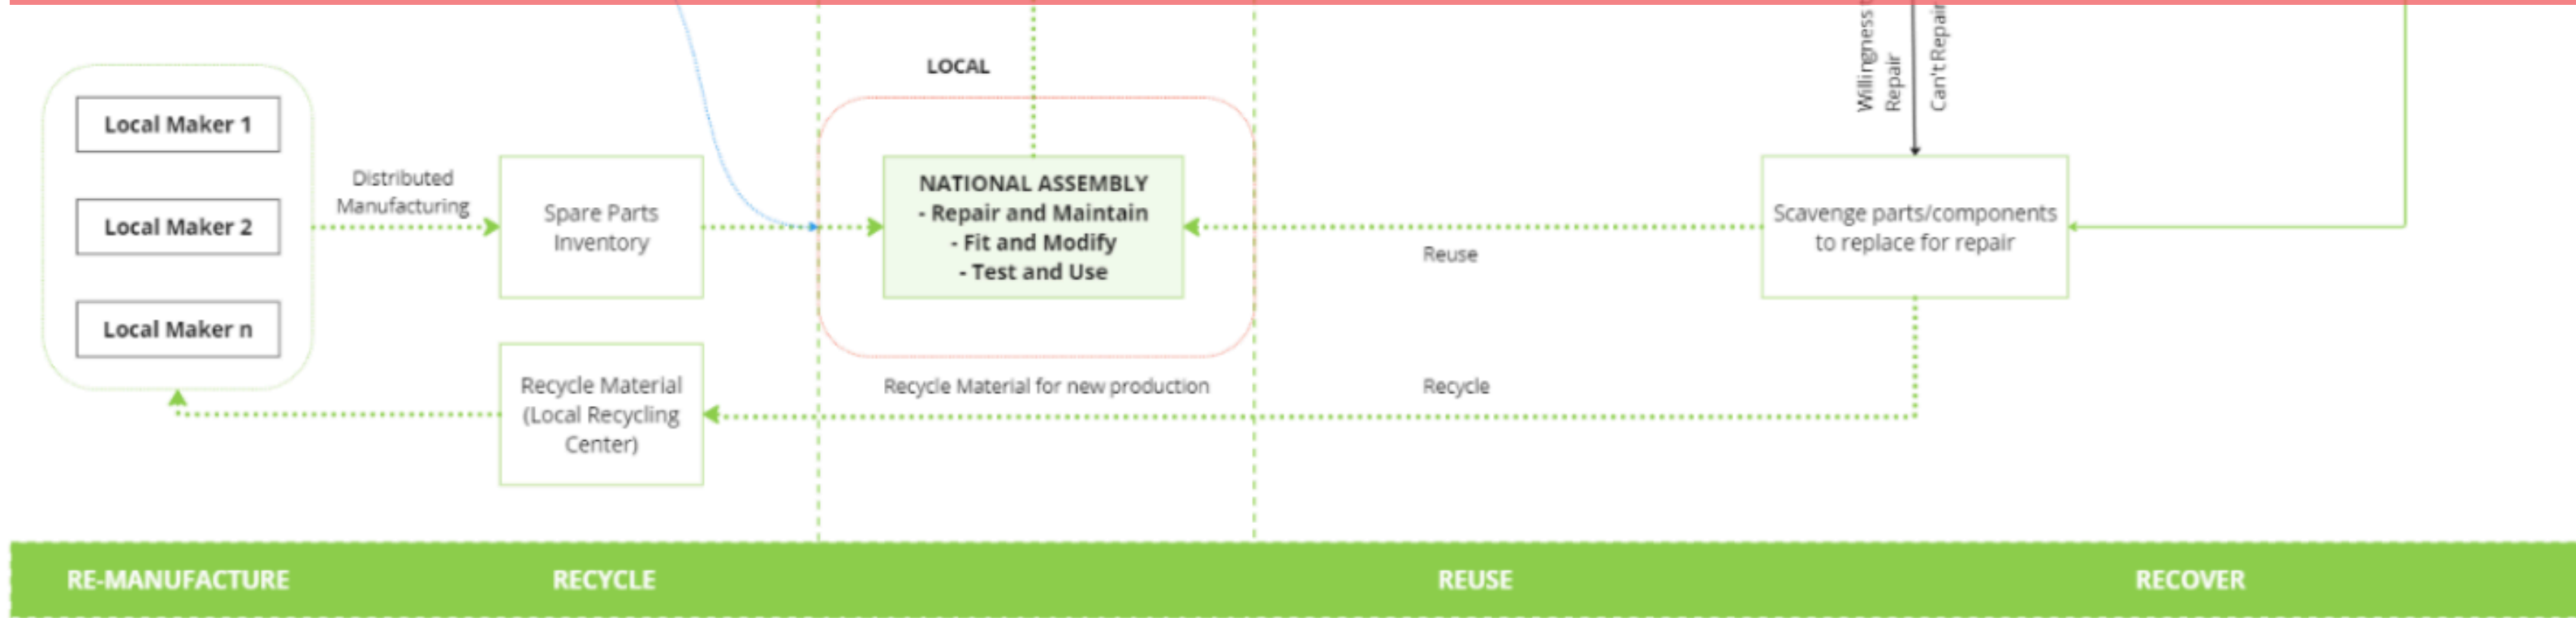 Willingness t
Repair
Can't Repair
LOCAL
Local Maker 1
Local Maker 2
Local Maker n
Distributed
Manufacturing
Spare Parts
Inventory
NATIONAL ASSEMBLY
- Repair and Maintain
- Fit and Modify
- Test and Use
Reuse
Scavenge parts/components
to replace for repair
Recycle Material
(Local Recycling
Center)
Recycle Material for new production
Recycle
RE-MANUFACTURE
RECYCLE
REUSE
RECOVER